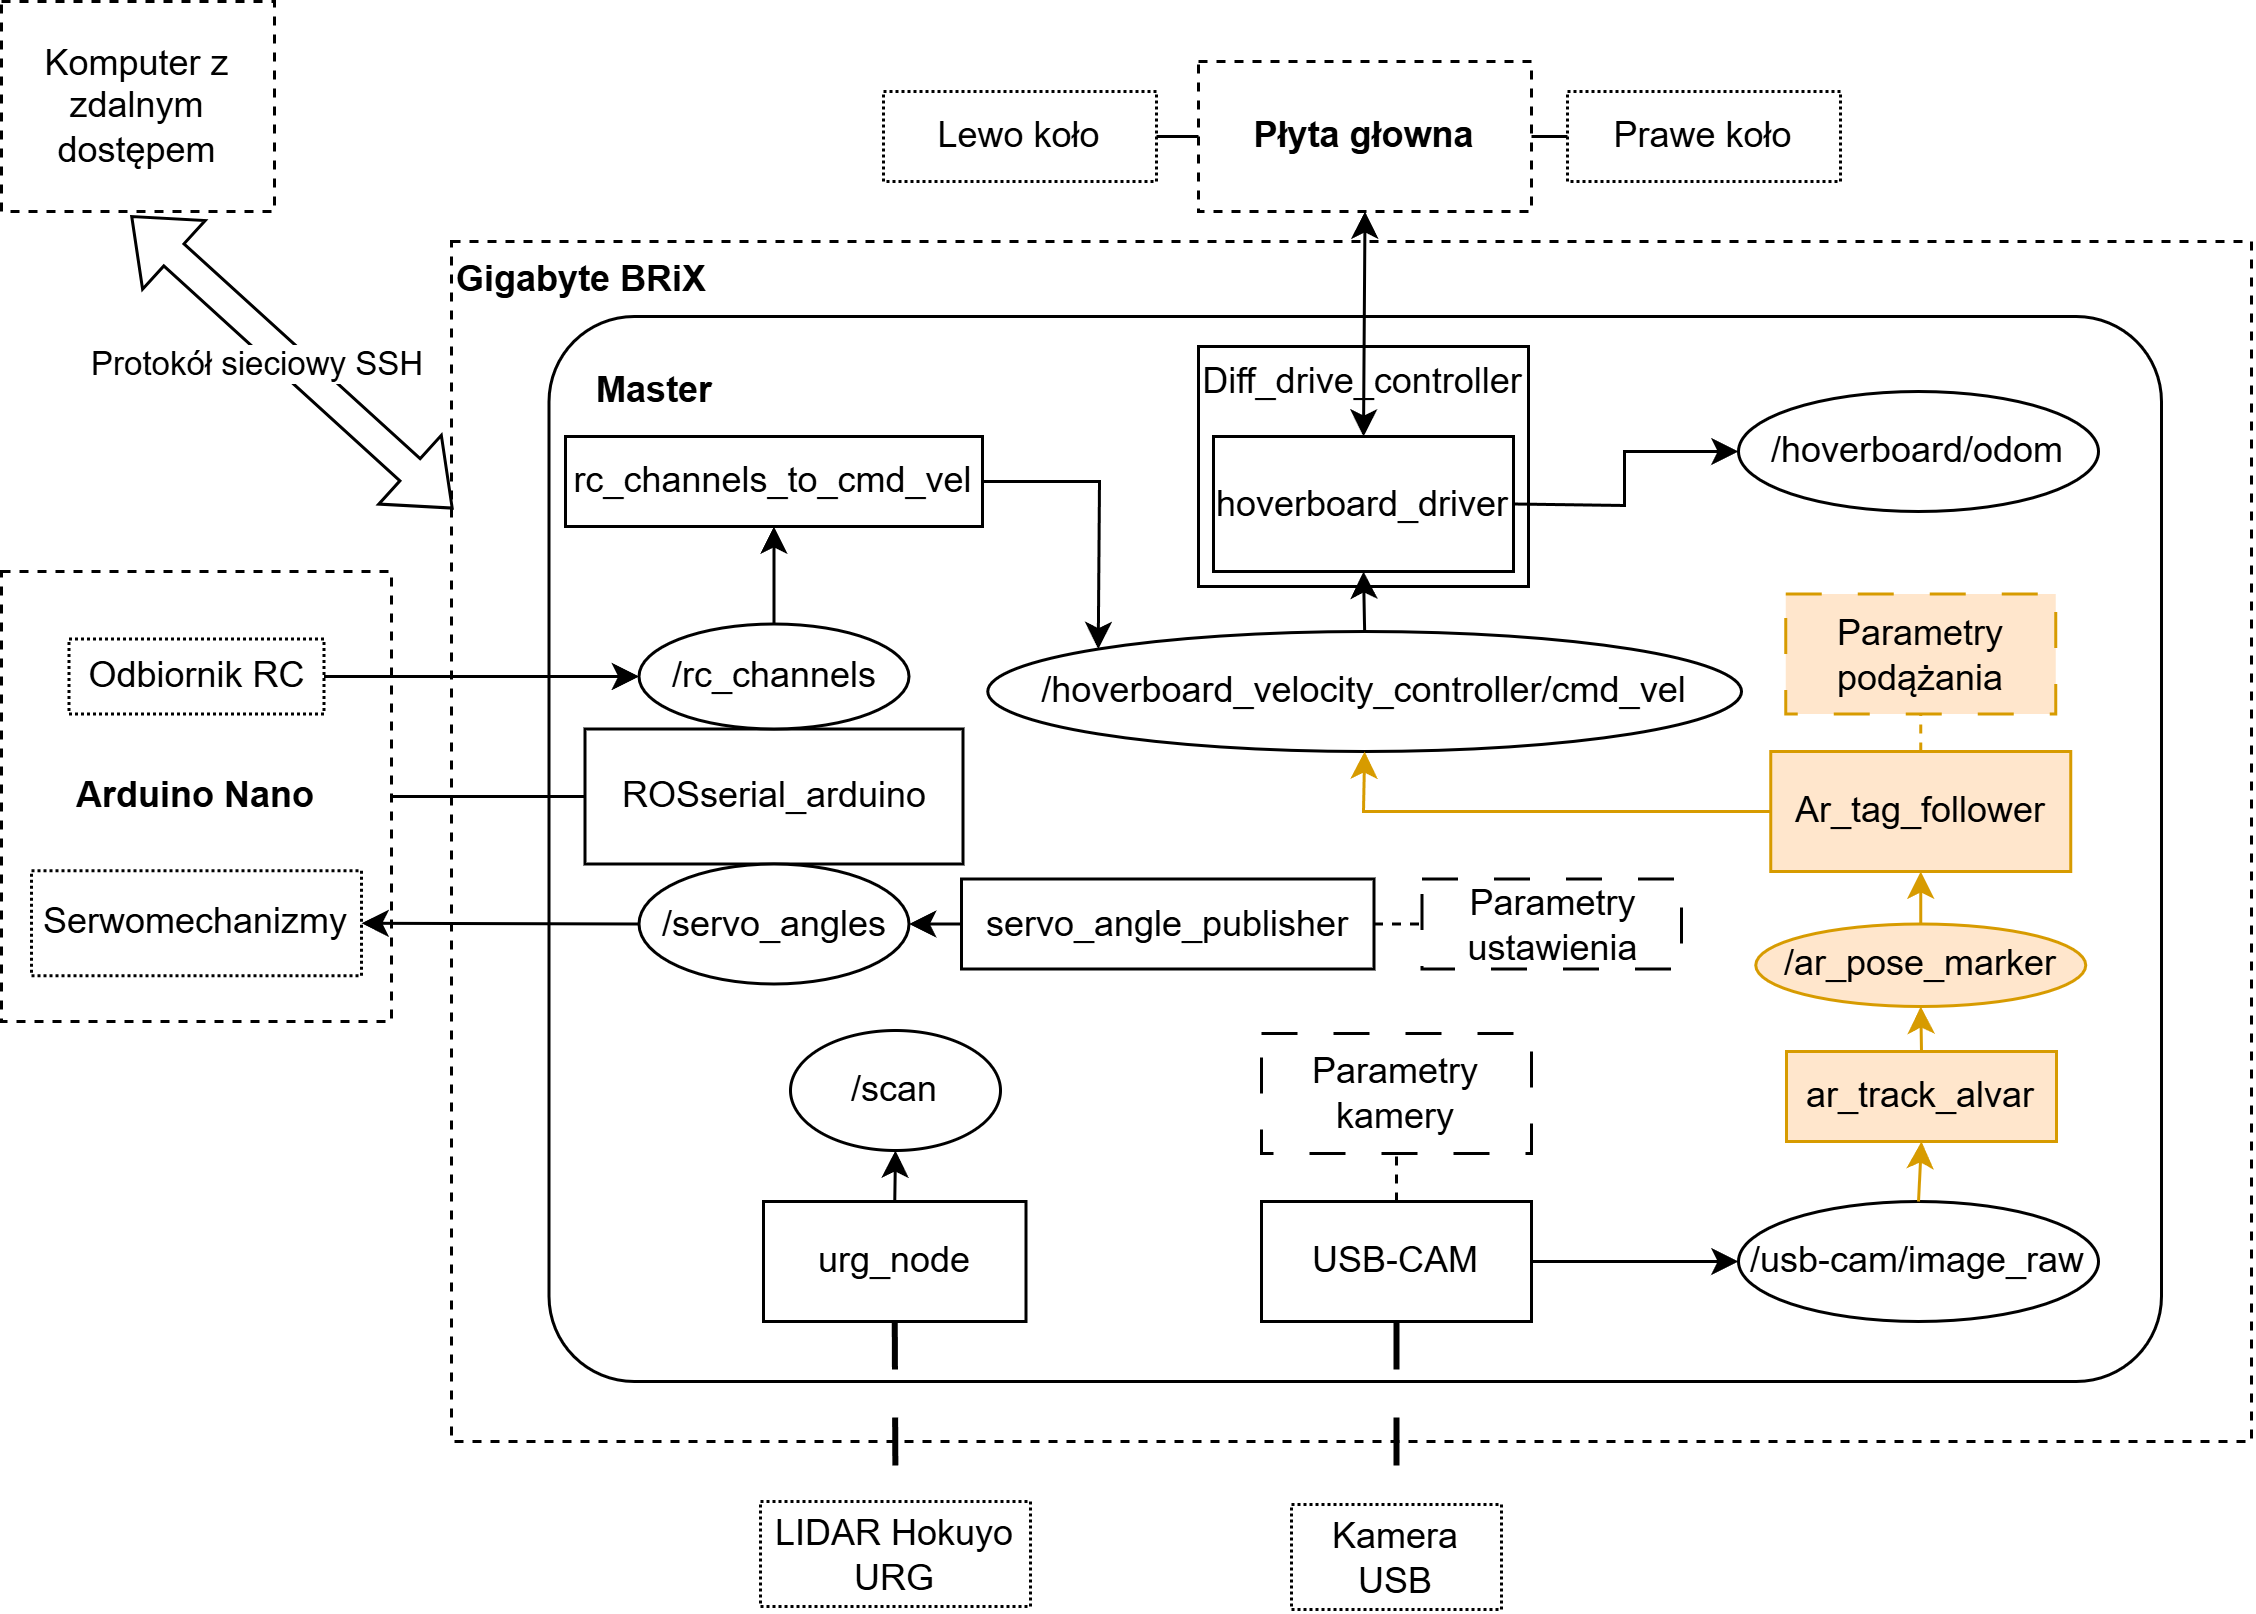 Komputer z
zdalnym
dostępem
Lewo koło
Płyta głowna
Prawe koło
Gigabyte BRiX
Protokół sieciowy SSH
Master
Diff_drive_controller
rc_channels_to_cmd_vel
hoverboard_driver
/hoverboard/odom
Odbiornik RC
/rc_channels
/hoverboard_velocity_controller/cmd_vel
Parametry
podążania
Arduino Nano
ROSserial_arduino
Ar_tag_follower
Serwomechanizmy
/servo_angles
servo_angle_publisher
Parametry
ustawienia
/ar_pose_marker
/scan
Parametry
kamery
ar_track_alvar
urg_node
USB-CAM
/usb-cam/image_raw
LIDAR Hokuyo
URG
Kamera
USB